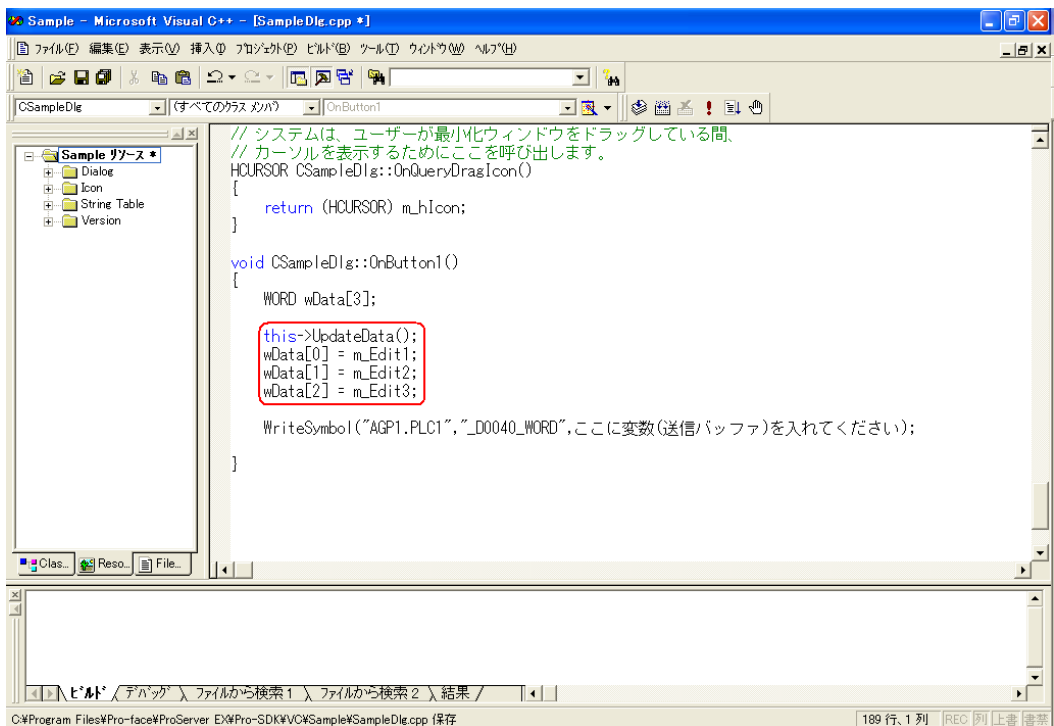 Sample - Microsoft Visual C++ - [SampleDlg.cpp *]
ファイル(F) 編集(E) 表示(V) 挿入(I) プロジェクト(P) ビルド(B) ツール(T) ウィンドウ(W) ヘルプ(H)
CSampleDlg (すべてのクラス メンバ) OnButton1
Sample リソース *
Dialog
Icon
String Table
Version
Clas... Reso... File...
// システムは、ユーザーが最小化ウィンドウをドラッグしている間、
// カーソルを表示するためにここを呼び出します。
HCURSOR CSampleDlg::OnQueryDragIcon()
{
return (HCURSOR) m_hIcon;
}
void CSampleDlg::OnButton1()
{
WORD wData[3];
this->UpdateData();
wData[0] = m_Edit1;
wData[1] = m_Edit2;
wData[2] = m_Edit3;
WriteSymbol("AGP1.PLC1","_D0040_WORD",ここに変数(送信バッファ)を入れてください);
}
ビルド デバッグ ファイルから検索 1 ファイルから検索 2 結果
C:¥Program Files¥Pro-face¥ProServer EX¥Pro-SDK¥VC¥Sample¥SampleDlg.cpp 保存 189 行、1 列 REC 列 上書 書禁